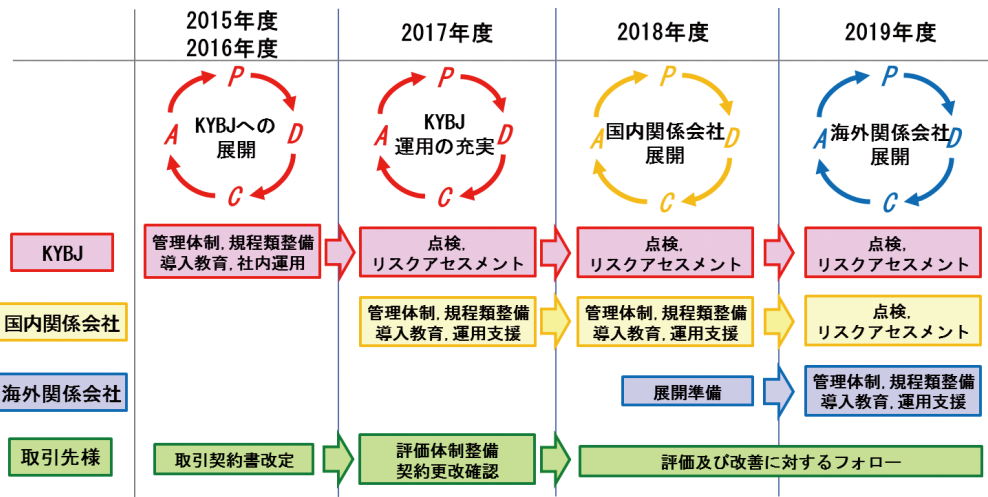 2015年度
2016年度
2017年度
2018年度
2019年度
P
D
C
A
KYBJへの
展開
P
D
C
A
KYBJ
運用の充実
P
D
C
A
国内関係会社
展開
P
D
C
A
海外関係会社
展開
KYBJ
管理体制, 規程類整備
導入教育, 社内運用
点検,
リスクアセスメント
点検,
リスクアセスメント
点検,
リスクアセスメント
国内関係会社
管理体制, 規程類整備
導入教育, 運用支援
管理体制, 規程類整備
導入教育, 運用支援
点検,
リスクアセスメント
海外関係会社
展開準備
管理体制, 規程類整備
導入教育, 運用支援
取引先様
取引契約書改定
評価体制整備
契約更改確認
評価及び改善に対するフォロー